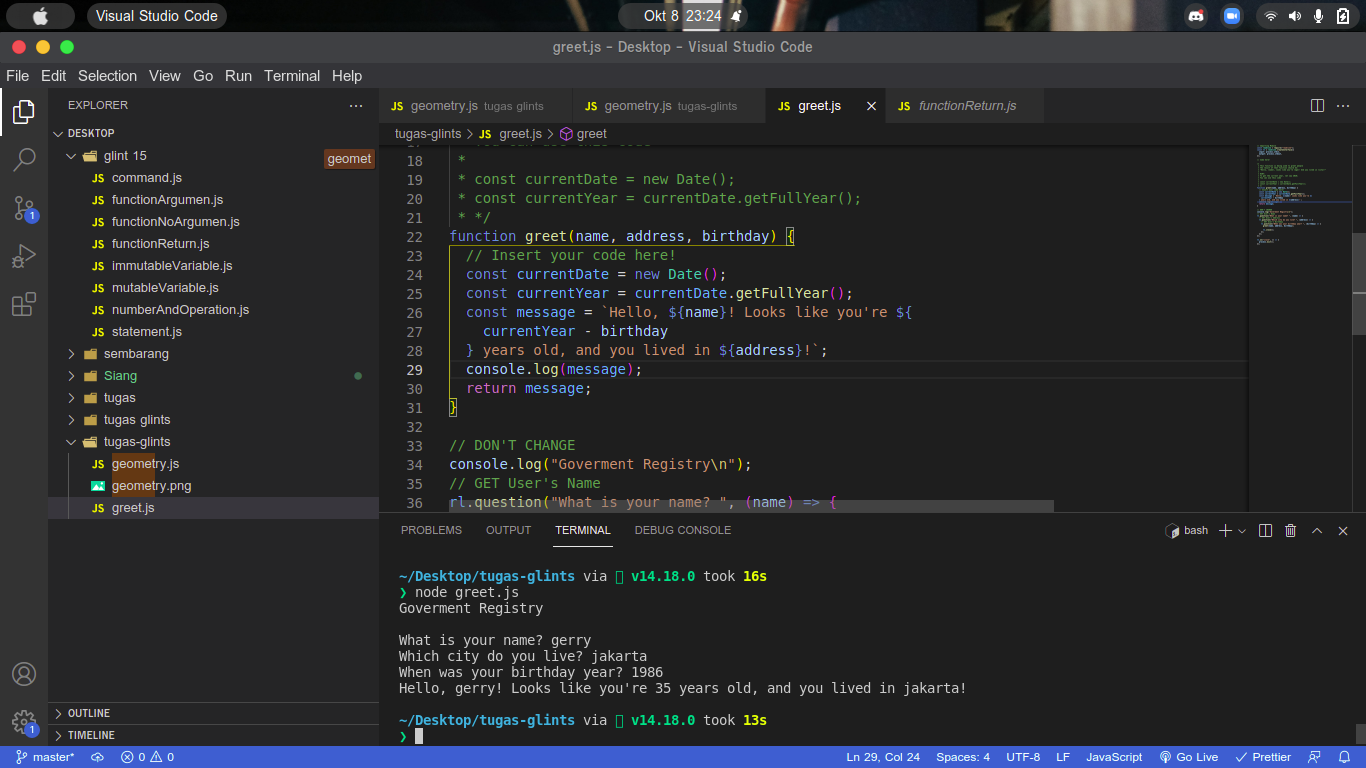 Visual Studio Code
Okt 8 23:24
greet.js - Desktop - Visual Studio Code
File Edit Selection View Go Run Terminal Help
EXPLORER
DESKTOP
geomet
glint 15
JS command.js
JS functionArgumen.js
JS functionNoArgumen.js
JS functionReturn.js
JS immutableVariable.js
JS mutableVariable.js
JS numberAndOperation.js
JS statement.js
sembarang
Siang
tugas
tugas glints
tugas-glints
JS geometry.js
geometry.png
JS greet.js
OUTLINE
TIMELINE
1
1
JS geometry.js tugas glints
JS geometry.js tugas-glints
JS greet.js
JS functionReturn.js
tugas-glints > JS greet.js > greet
18 *
19 * const currentDate = new Date();
20 * const currentYear = currentDate.getFullYear();
21 * */
22 function greet(name, address, birthday) {
23 // Insert your code here!
24 const currentDate = new Date();
25 const currentYear = currentDate.getFullYear();
26 const message = `Hello, ${name}! Looks like you're ${
27 currentYear - birthday
28 } years old, and you lived in ${address}!`;
29 console.log(message);
30 return message;
31 }
32
33 // DON'T CHANGE
34 console.log("Goverment Registry\n");
35 // GET User's Name
36 rl.question("What is your name? ", (name) => {
PROBLEMS OUTPUT TERMINAL DEBUG CONSOLE
bash
~/Desktop/tugas-glints via v14.18.0 took 16s
❯ node greet.js
Goverment Registry
What is your name? gerry
Which city do you live? jakarta
When was your birthday year? 1986
Hello, gerry! Looks like you're 35 years old, and you lived in jakarta!
~/Desktop/tugas-glints via v14.18.0 took 13s
❯
master* 0 0 Ln 29, Col 24 Spaces: 4 UTF-8 LF JavaScript Go Live Prettier